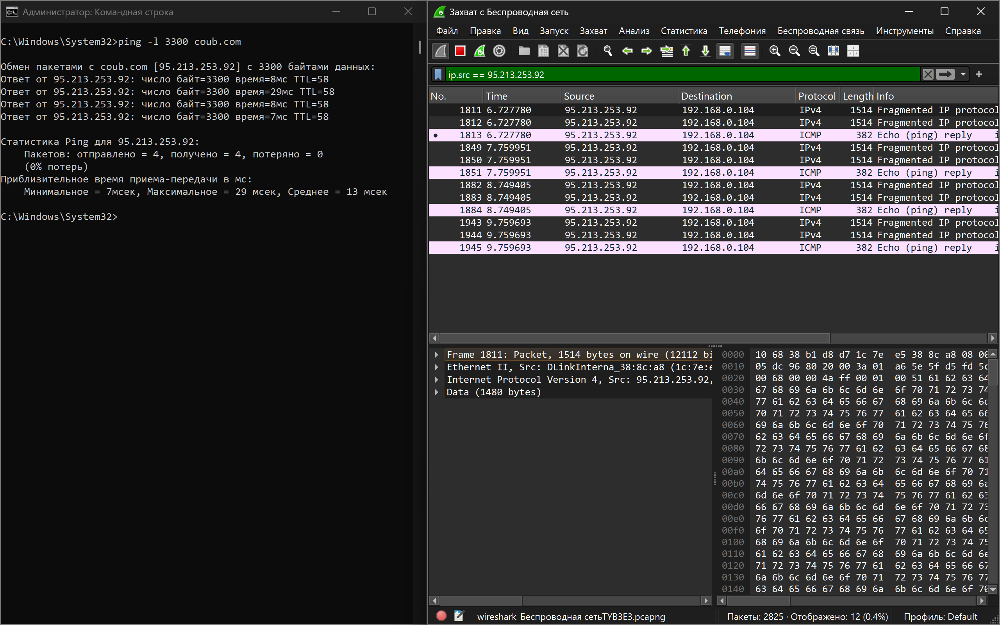 Администратор: Командная строка
C:\Windows\System32>ping -l 3300 coub.com
Обмен пакетами с coub.com [95.213.253.92] с 3300 байтами данных:
Ответ от 95.213.253.92: число байт=3300 время=8мс TTL=58
Ответ от 95.213.253.92: число байт=3300 время=29мс TTL=58
Ответ от 95.213.253.92: число байт=3300 время=8мс TTL=58
Ответ от 95.213.253.92: число байт=3300 время=7мс TTL=58
Статистика Ping для 95.213.253.92:
Пакетов: отправлено = 4, получено = 4, потеряно = 0
(0% потерь)
Приблизительное время приема-передачи в мс:
Минимальное = 7мсек, Максимальное = 29 мсек, Среднее = 13 мсек
C:\Windows\System32>
Захват с Беспроводная сеть
Файл Правка Вид Запуск Захват Анализ Статистика Телефония Беспроводная связь Инструменты Справка
ip.src == 95.213.253.92
No. Time Source Destination Protocol Length Info
1811 6.727780 95.213.253.92 192.168.0.104 IPv4 1514 Fragmented IP protocol
1812 6.727780 95.213.253.92 192.168.0.104 IPv4 1514 Fragmented IP protocol
1813 6.727780 95.213.253.92 192.168.0.104 ICMP 382 Echo (ping) reply i
1849 7.759951 95.213.253.92 192.168.0.104 IPv4 1514 Fragmented IP protocol
1850 7.759951 95.213.253.92 192.168.0.104 IPv4 1514 Fragmented IP protocol
1851 7.759951 95.213.253.92 192.168.0.104 ICMP 382 Echo (ping) reply i
1882 8.749405 95.213.253.92 192.168.0.104 IPv4 1514 Fragmented IP protocol
1883 8.749405 95.213.253.92 192.168.0.104 IPv4 1514 Fragmented IP protocol
1884 8.749405 95.213.253.92 192.168.0.104 ICMP 382 Echo (ping) reply i
1943 9.759693 95.213.253.92 192.168.0.104 IPv4 1514 Fragmented IP protocol
1944 9.759693 95.213.253.92 192.168.0.104 IPv4 1514 Fragmented IP protocol
1945 9.759693 95.213.253.92 192.168.0.104 ICMP 382 Echo (ping) reply i
Frame 1811: Packet, 1514 bytes on wire (12112 bi
Ethernet II, Src: DLinkInterna_38:8c:a8 (1c:7e:e
Internet Protocol Version 4, Src: 95.213.253.92,
Data (1480 bytes)
0000 10 68 38 b1 d8 d7 1c 7e e5 38 8c a8 08 00
0010 05 dc 96 80 20 00 3a 01 a6 5e 5f d5 fd 5c
0020 00 68 00 00 4a ff 00 01 00 51 61 62 63 64
0030 67 68 69 6a 6b 6c 6d 6e 6f 70 71 72 73 74
0040 77 61 62 63 64 65 66 67 68 69 6a 6b 6c 6d
0050 70 71 72 73 74 75 76 77 61 62 63 64 65 66
0060 69 6a 6b 6c 6d 6e 6f 70 71 72 73 74 75 76
0070 62 63 64 65 66 67 68 69 6a 6b 6c 6d 6e 6f
0080 72 73 74 75 76 77 61 62 63 64 65 66 67 68
0090 6b 6c 6d 6e 6f 70 71 72 73 74 75 76 77 61
00a0 64 65 66 67 68 69 6a 6b 6c 6d 6e 6f 70 71
00b0 74 75 76 77 61 62 63 64 65 66 67 68 69 6a
00c0 6d 6e 6f 70 71 72 73 74 75 76 77 61 62 63
00d0 66 67 68 69 6a 6b 6c 6d 6e 6f 70 71 72 73
00e0 76 77 61 62 63 64 65 66 67 68 69 6a 6b 6c
00f0 6f 70 71 72 73 74 75 76 77 61 62 63 64 65
0100 68 69 6a 6b 6c 6d 6e 6f 70 71 72 73 74 75
0110 61 62 63 64 65 66 67 68 69 6a 6b 6c 6d 6e
0120 71 72 73 74 75 76 77 61 62 63 64 65 66 67
0130 6a 6b 6c 6d 6e 6f 70 71 72 73 74 75 76 77
0140 63 64 65 66 67 68 69 6a 6b 6c 6d 6e 6f 70
wireshark_Беспроводная сетьTYB3E3.pcapng
Пакеты: 2825 · Отображено: 12 (0.4%)
Профиль: Default